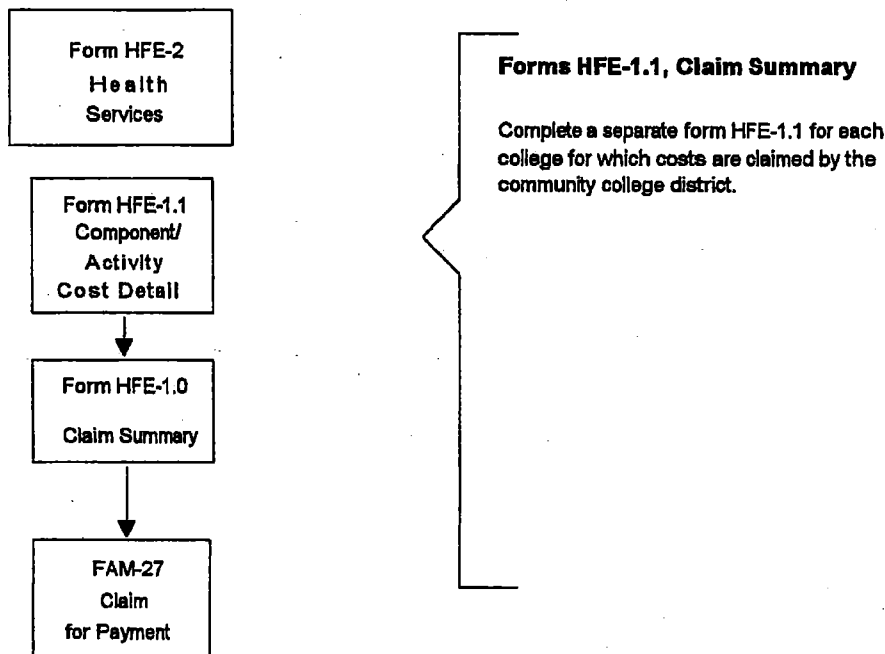 Form HFE-2
Health
Services
Form HFE-1.1
Component/
Activity
Cost Detail
Form HFE-1.0
Claim Summary
FAM-27
Claim
for Payment
Forms HFE-1.1, Claim Summary
Complete a separate form HFE-1.1 for each
college for which costs are claimed by the
community college district.